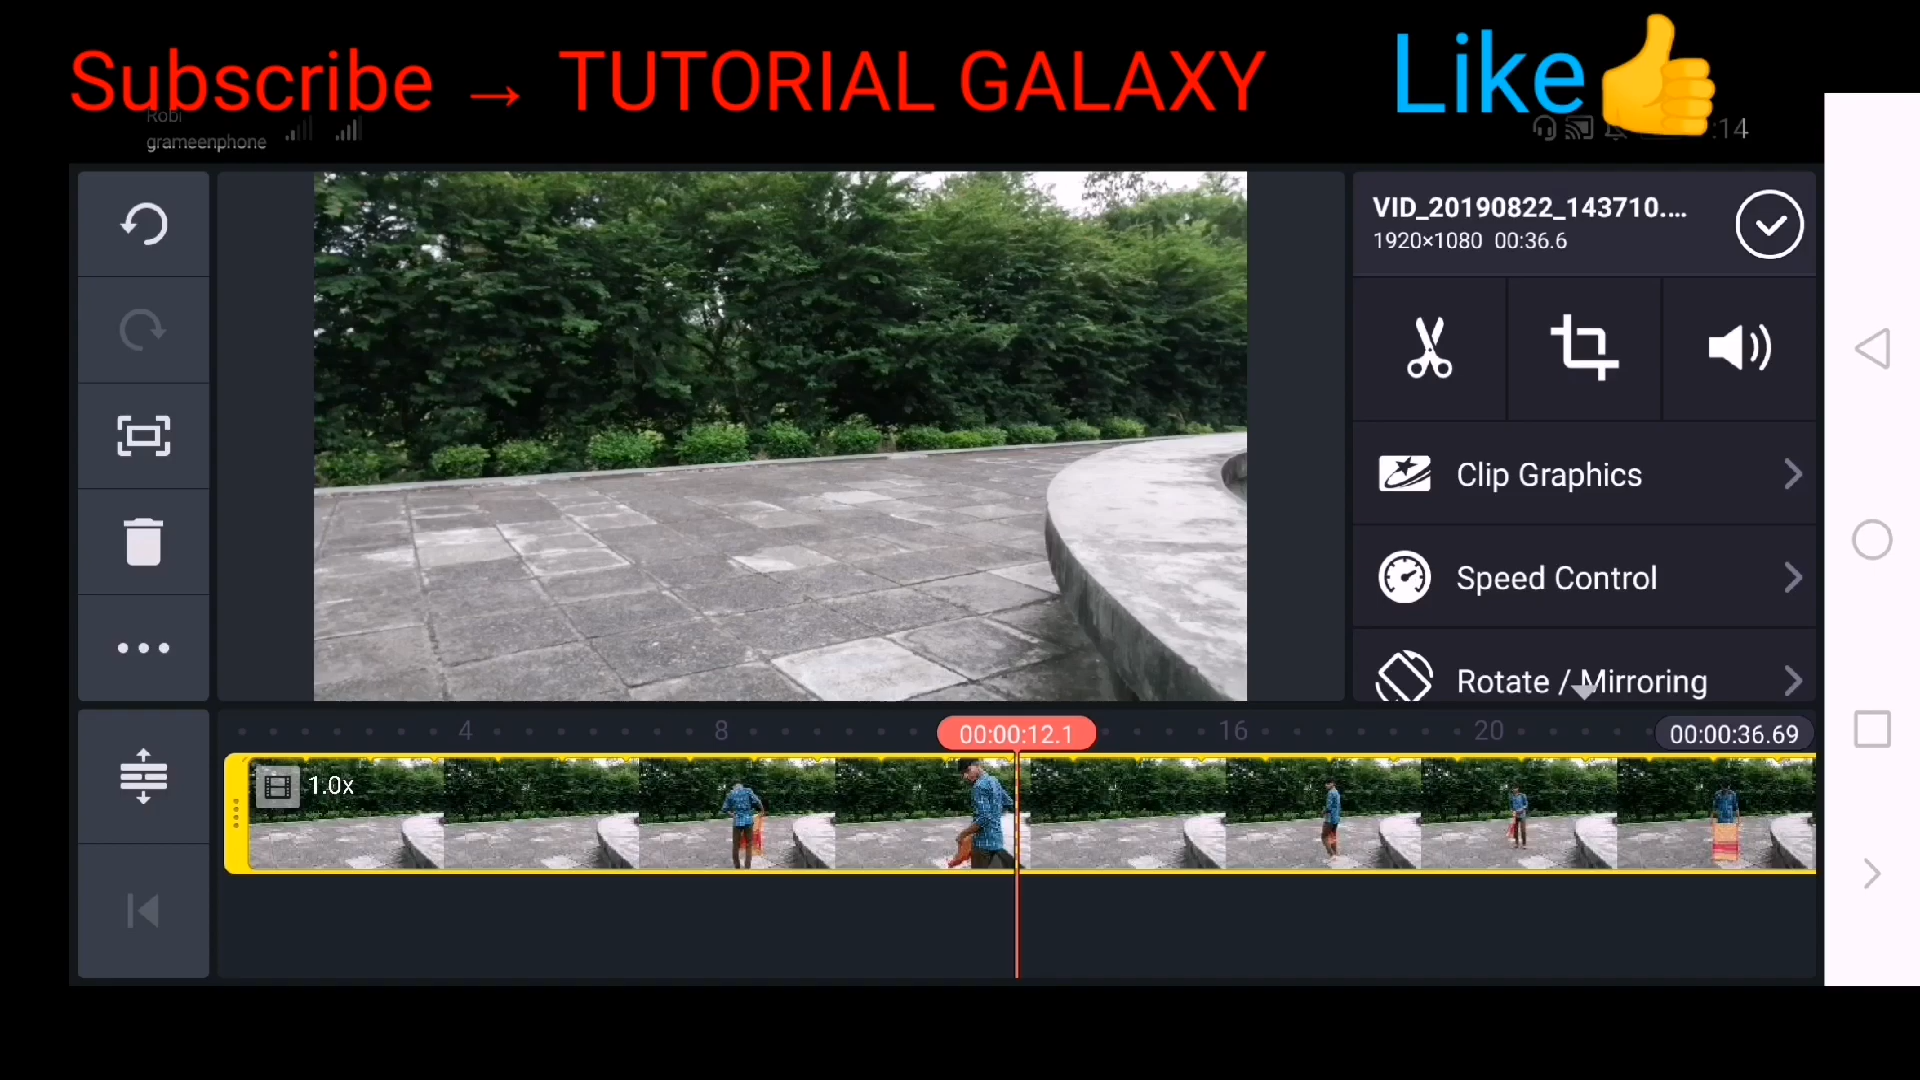 Subscribe → TUTORIAL GALAXY Like👍
Robi
grameenphone
:14
VID_20190822_143710....
1920×1080 00:36.6
Clip Graphics
Speed Control
Rotate / Mirroring
4 8 00:00:12.1 16 20 00:00:36.69
1.0x